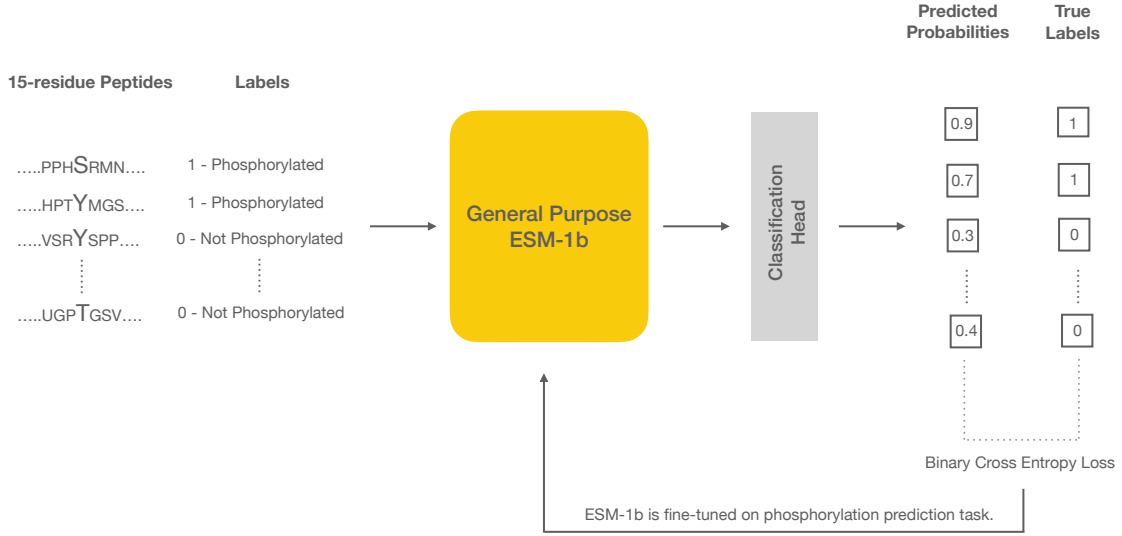 Predicted Probabilities
True Labels
15-residue Peptides
Labels
.....PPHSRMN....
1 - Phosphorylated
.....HPTYMGS....
1 - Phosphorylated
.....VSRYSPP....
0 - Not Phosphorylated
.....UGPTGSV....
0 - Not Phosphorylated
General Purpose
ESM-1b
Classification
Head
0.9
1
0.7
1
0.3
0
0.4
0
Binary Cross Entropy Loss
ESM-1b is fine-tuned on phosphorylation prediction task.